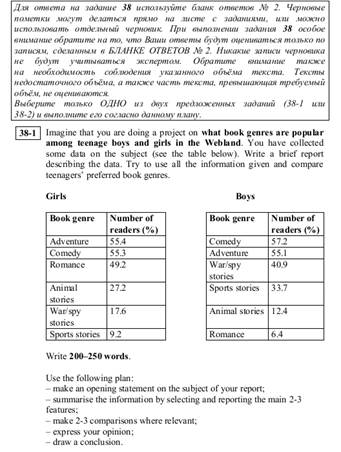 Для ответа на задание 38 используйте бланк ответов № 2. Черновые
пометки могут делаться прямо на листе с заданиями, или можно
использовать отдельный черновик. При выполнении задания 38 особое
внимание обратите на то, что Ваши ответы будут оцениваться только по
записям, сделанным в БЛАНКЕ ОТВЕТОВ № 2. Никакие записи черновика
не будут учитываться экспертом. Обратите внимание также
на необходимость соблюдения указанного объёма текста. Тексты
недостаточного объёма, а также часть текста, превышающая требуемый
объём, не оцениваются.
Выберите только ОДНО из двух предложенных заданий (38-1 или
38-2) и выполните его согласно данному плану.
38-1 Imagine that you are doing a project on what book genres are popular
among teenage boys and girls in the Webland. You have collected
some data on the subject (see the table below). Write a brief report
describing the data. Try to use all the information given and compare
teenagers' preferred book genres.
Girls
Book genre Number of
readers (%)
Adventure 55.4
Comedy 55.3
Romance 49.2
Animal 27.2
stories
War/spy 17.6
stories
Sports stories 9.2
Boys
Book genre Number of
readers (%)
Comedy 57.2
Adventure 55.1
War/spy 40.9
stories
Sports stories 33.7
Animal stories 12.4
Romance 6.4
Write 200–250 words.
Use the following plan:
– make an opening statement on the subject of your report;
– summarise the information by selecting and reporting the main 2-3
features;
– make 2-3 comparisons where relevant;
– express your opinion;
– draw a conclusion.